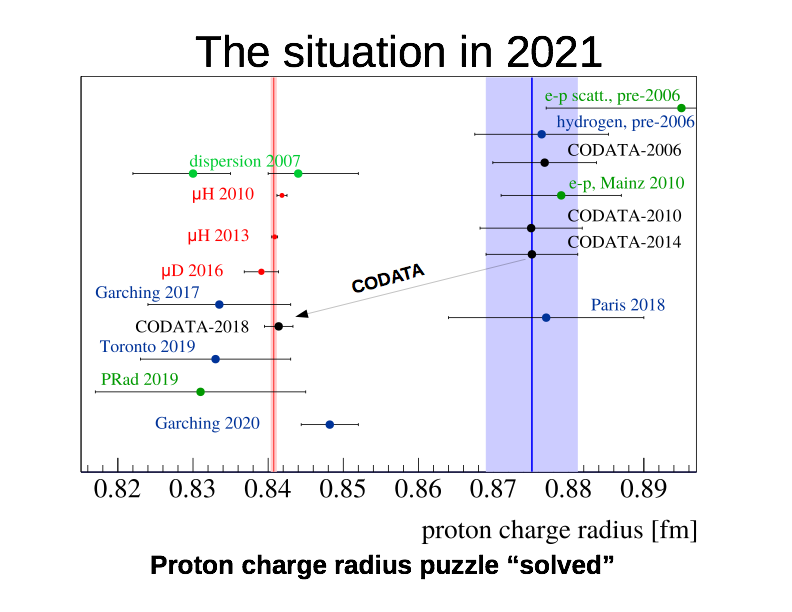 The situation in 2021
e-p scatt., pre-2006
hydrogen, pre-2006
CODATA-2006
dispersion 2007
e-p, Mainz 2010
µH 2010
CODATA-2010
µH 2013
CODATA-2014
µD 2016
CODATA
Garching 2017
Paris 2018
CODATA-2018
Toronto 2019
PRad 2019
Garching 2020
0.82 0.83 0.84 0.85 0.86 0.87 0.88 0.89
proton charge radius [fm]
Proton charge radius puzzle “solved”